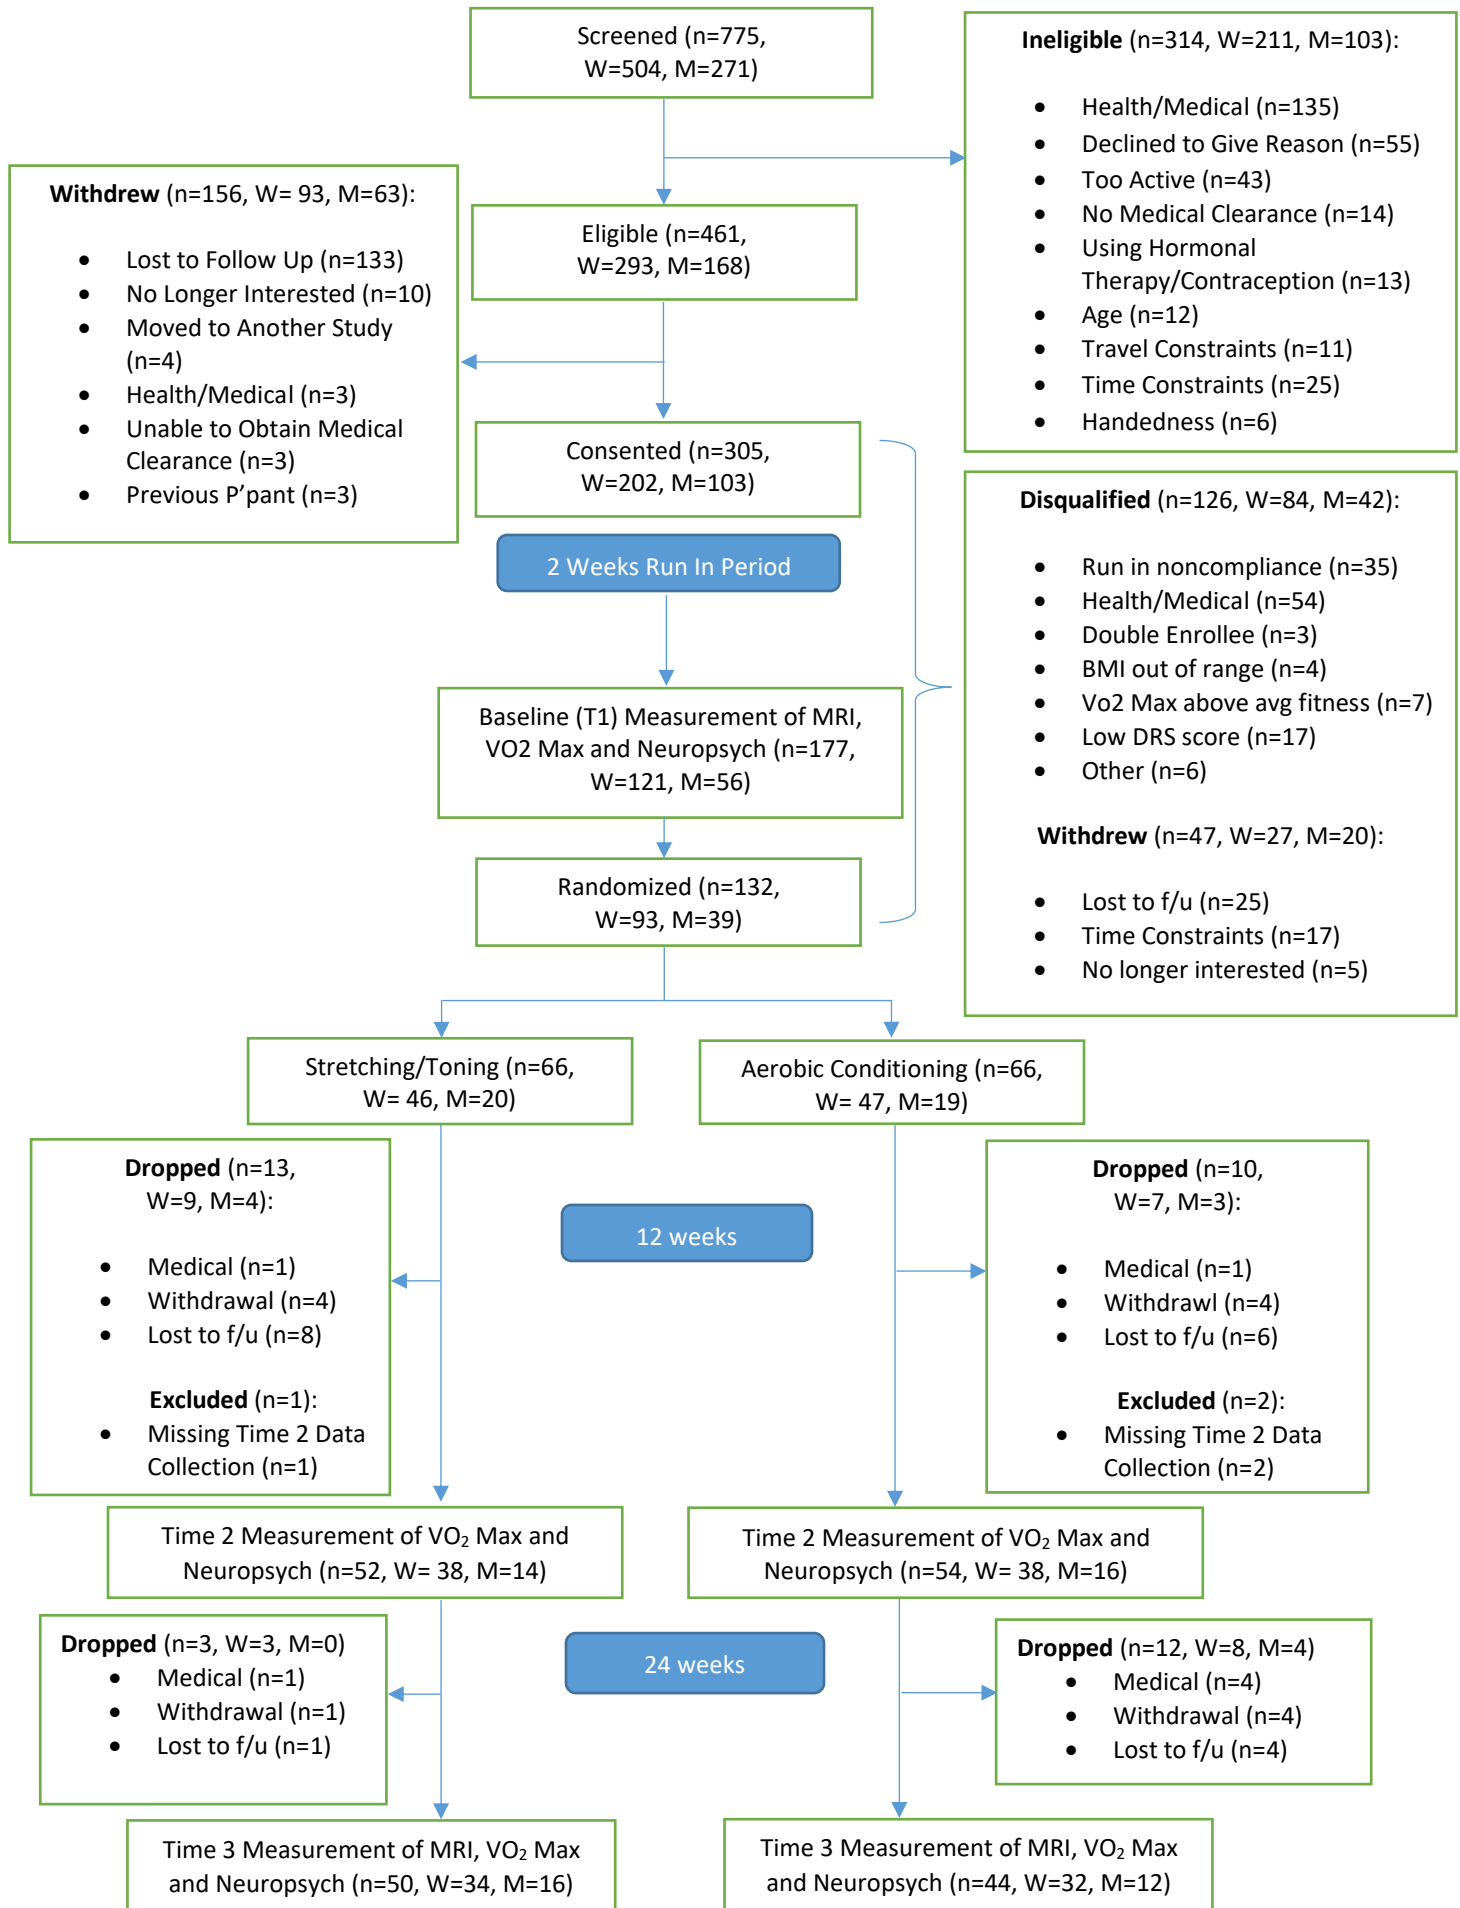 Screened (n=775,
W=504, M=271)
Ineligible (n=314, W=211, M=103):
• Health/Medical (n=135)
• Declined to Give Reason (n=55)
• Too Active (n=43)
• No Medical Clearance (n=14)
• Using Hormonal
Therapy/Contraception (n=13)
• Age (n=12)
• Travel Constraints (n=11)
• Time Constraints (n=25)
• Handedness (n=6)
Withdrew (n=156, W= 93, M=63):
• Lost to Follow Up (n=133)
• No Longer Interested (n=10)
• Moved to Another Study
(n=4)
• Health/Medical (n=3)
• Unable to Obtain Medical
Clearance (n=3)
• Previous P’pant (n=3)
Eligible (n=461,
W=293, M=168)
Consented (n=305,
W=202, M=103)
2 Weeks Run In Period
Disqualified (n=126, W=84, M=42):
• Run in noncompliance (n=35)
• Health/Medical (n=54)
• Double Enrollee (n=3)
• BMI out of range (n=4)
• Vo2 Max above avg fitness (n=7)
• Low DRS score (n=17)
• Other (n=6)
Withdrew (n=47, W=27, M=20):
• Lost to f/u (n=25)
• Time Constraints (n=17)
• No longer interested (n=5)
Baseline (T1) Measurement of MRI,
VO2 Max and Neuropsych (n=177,
W=121, M=56)
Randomized (n=132,
W=93, M=39)
Stretching/Toning (n=66,
W= 46, M=20)
Aerobic Conditioning (n=66,
W= 47, M=19)
Dropped (n=13,
W=9, M=4):
• Medical (n=1)
• Withdrawal (n=4)
• Lost to f/u (n=8)
Excluded (n=1):
• Missing Time 2 Data
Collection (n=1)
12 weeks
Dropped (n=10,
W=7, M=3):
• Medical (n=1)
• Withdrawl (n=4)
• Lost to f/u (n=6)
Excluded (n=2):
• Missing Time 2 Data
Collection (n=2)
Time 2 Measurement of VO₂ Max and
Neuropsych (n=52, W= 38, M=14)
Time 2 Measurement of VO₂ Max and
Neuropsych (n=54, W= 38, M=16)
Dropped (n=3, W=3, M=0)
• Medical (n=1)
• Withdrawal (n=1)
• Lost to f/u (n=1)
24 weeks
Dropped (n=12, W=8, M=4)
• Medical (n=4)
• Withdrawal (n=4)
• Lost to f/u (n=4)
Time 3 Measurement of MRI, VO₂ Max
and Neuropsych (n=50, W=34, M=16)
Time 3 Measurement of MRI, VO₂ Max
and Neuropsych (n=44, W=32, M=12)